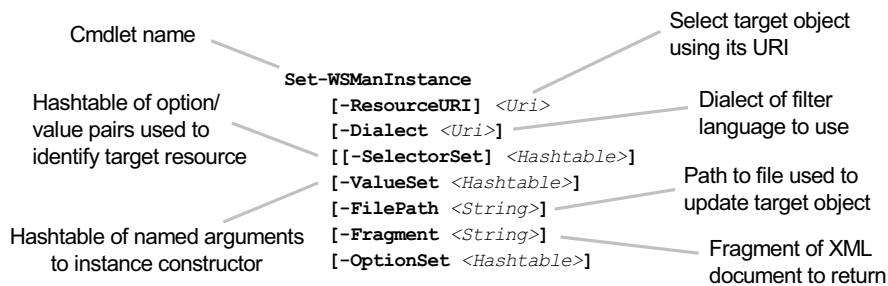 Cmdlet name
Select target object
using its URI
Set-WSManInstance
[-ResourceURI] <Uri>
[-Dialect <Uri>]
[[-SelectorSet] <Hashtable>]
[-ValueSet <Hashtable>]
[-FilePath <String>]
[-Fragment <String>]
[-OptionSet <Hashtable>]
Hashtable of option/
value pairs used to
identify target resource
Dialect of filter
language to use
Path to file used to
update target object
Hashtable of named arguments
to instance constructor
Fragment of XML
document to return